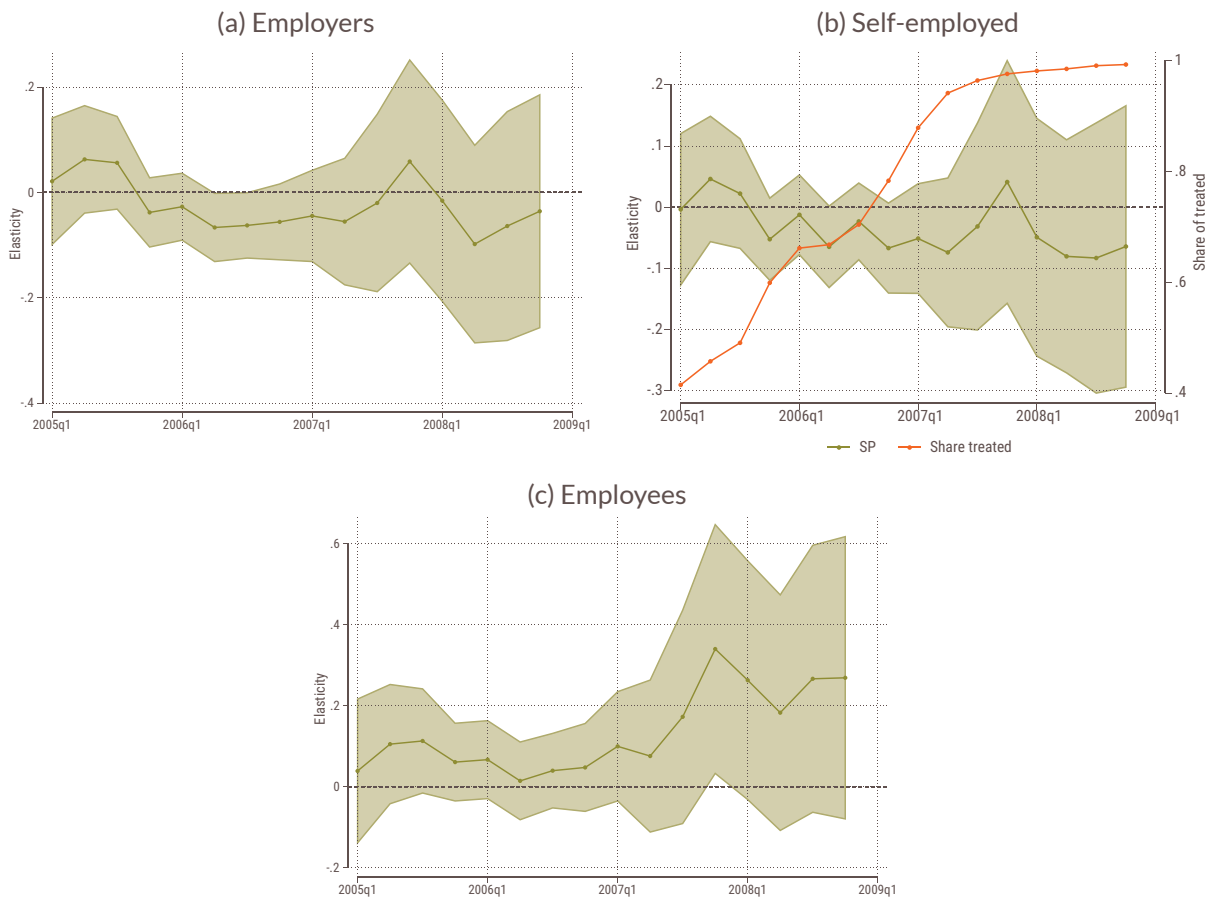 (a) Employers
Elasticity
.2
0
-.2
-.4
2005q1 2006q1 2007q1 2008q1 2009q1
(b) Self-employed
Elasticity
.2
.1
0
-.1
-.2
-.3
1
.8
.6
.4
Share of treated
2005q1 2006q1 2007q1 2008q1 2009q1
SP Share treated
(c) Employees
Elasticity
.6
.4
.2
0
-.2
2005q1 2006q1 2007q1 2008q1 2009q1